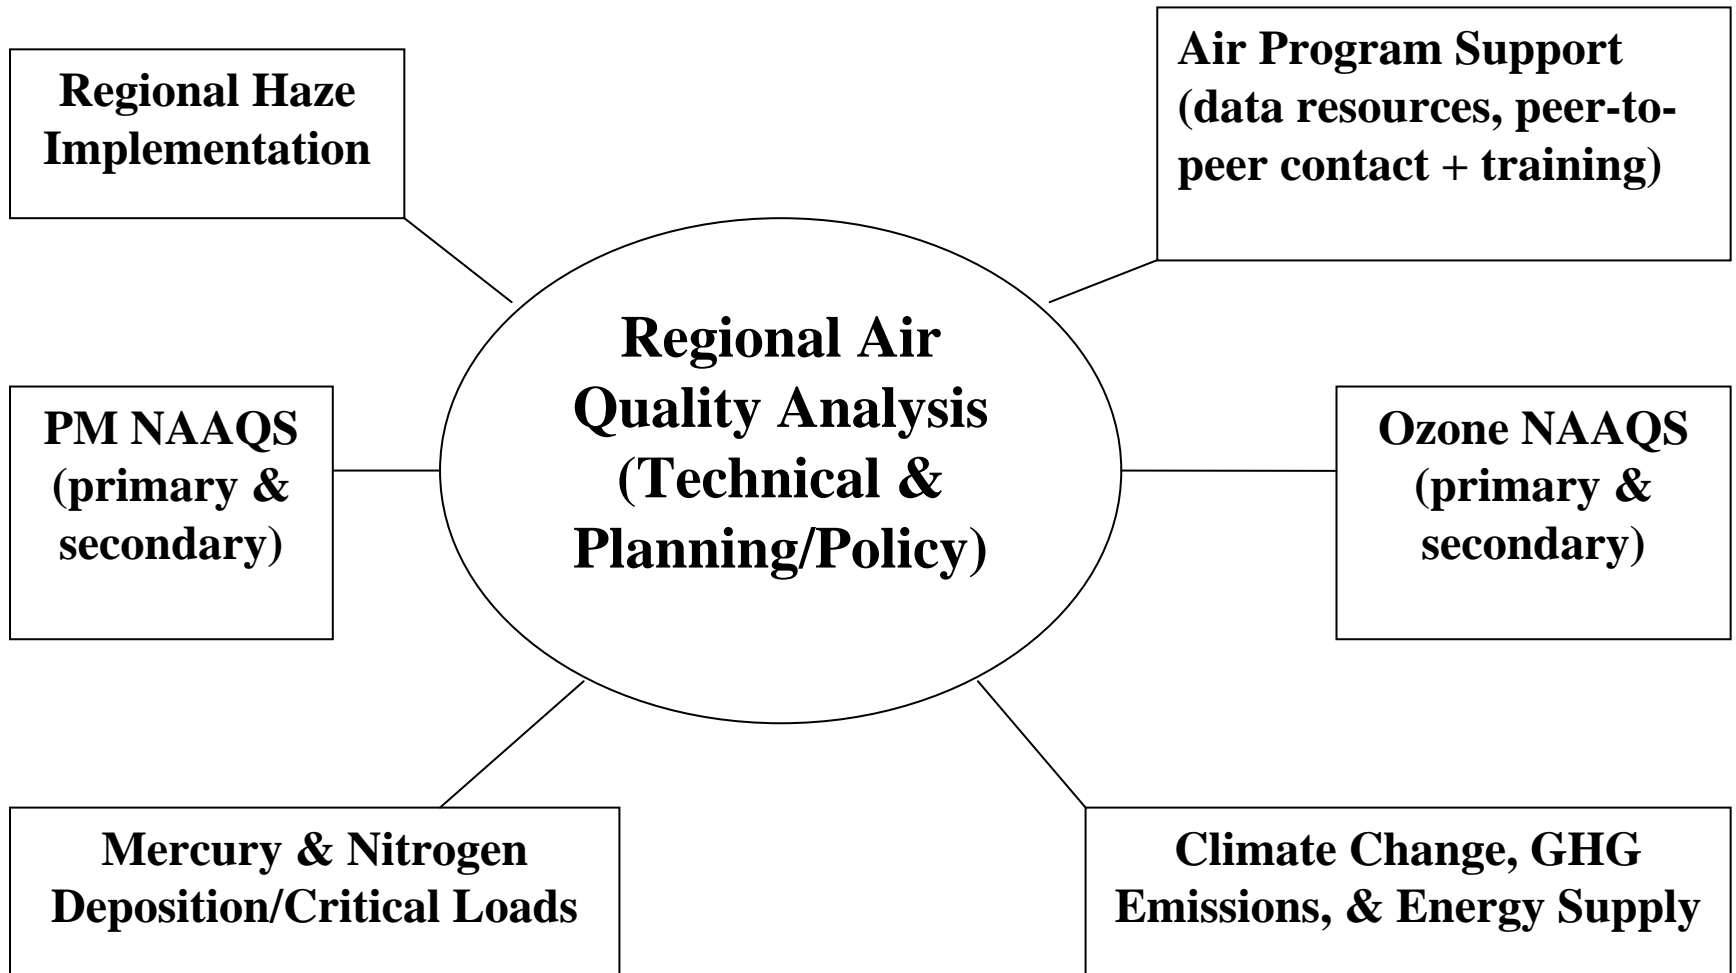 Regional Haze
Implementation
Air Program Support
(data resources, peer-to-
peer contact + training)
Regional Air
Quality Analysis
(Technical &
Planning/Policy)
PM NAAQS
(primary &
secondary)
Ozone NAAQS
(primary &
secondary)
Mercury & Nitrogen
Deposition/Critical Loads
Climate Change, GHG
Emissions, & Energy Supply